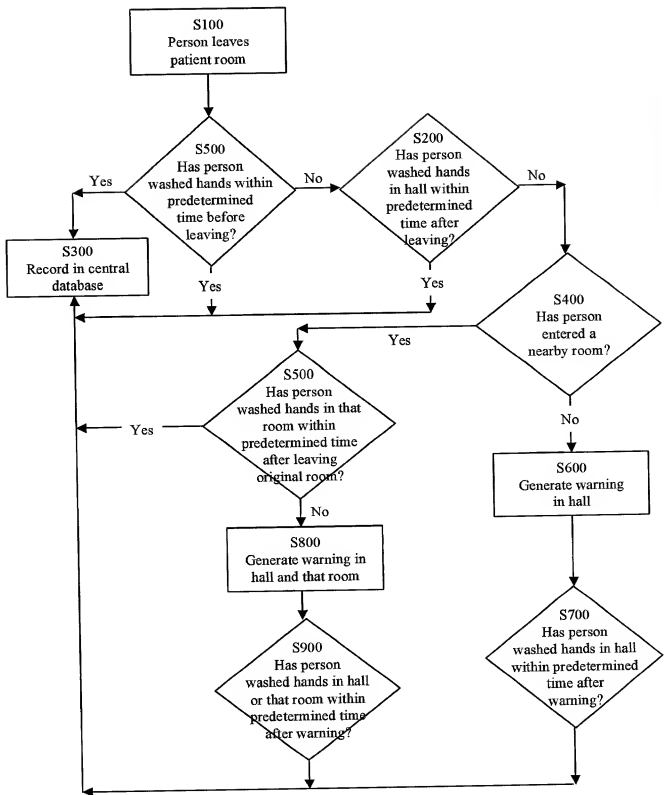 S100
Person leaves
patient room
S500
Has person
washed hands within
predetermined
time before
leaving?
Yes
No
S200
Has person
washed hands
in hall within
predetermined
time after
leaving?
No
S300
Record in central
database
Yes
Yes
S400
Has person
entered a
nearby room?
Yes
S500
Has person
washed hands in that
room within
predetermined time
after leaving
original room?
Yes
No
No
S600
Generate warning
in hall
S800
Generate warning in
hall and that room
S700
Has person
washed hands in hall
within predetermined
time after
warning?
S900
Has person
washed hands in hall
or that room within
predetermined time
after warning?